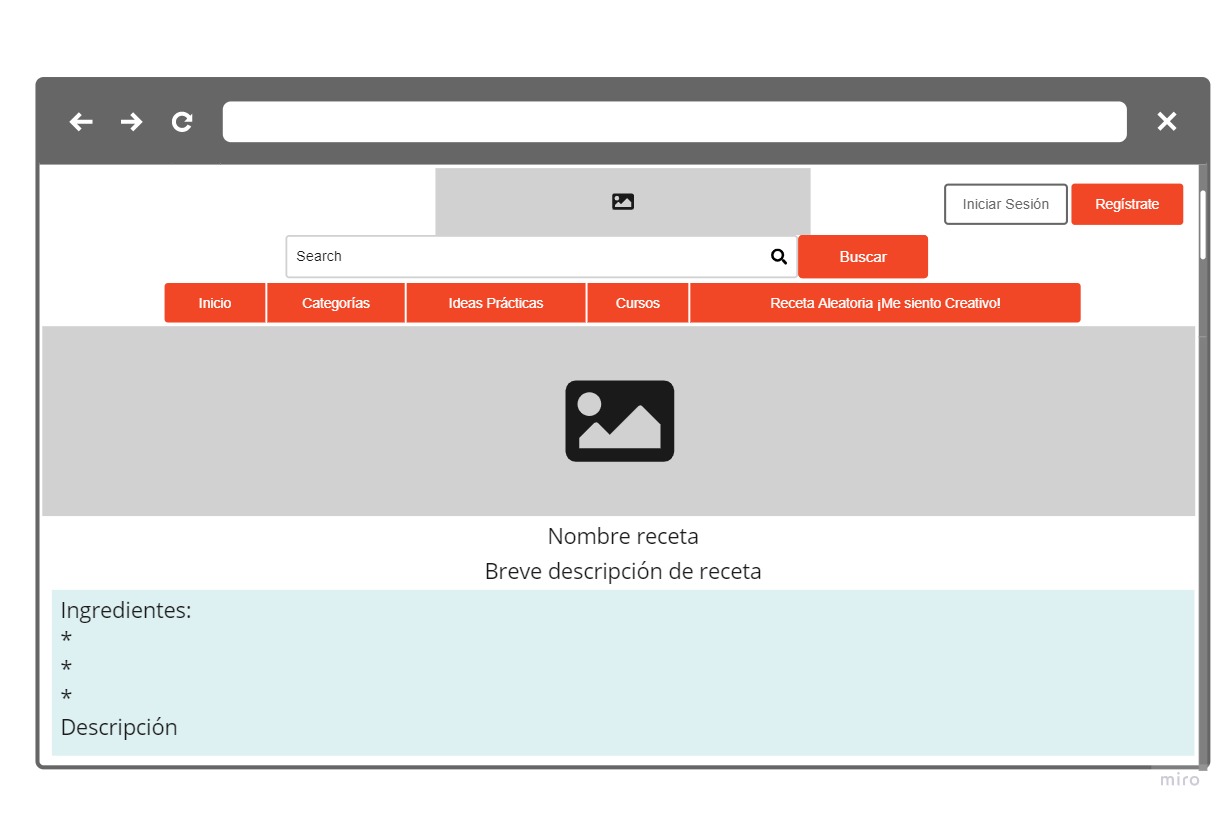 Iniciar Sesión
Regístrate
Search
Buscar
Inicio
Categorías
Ideas Prácticas
Cursos
Receta Aleatoria ¡Me siento Creativo!
Nombre receta
Breve descripción de receta
Ingredientes:
*
*
*
Descripción
miro